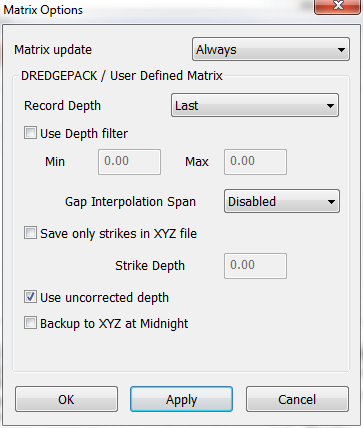 Matrix Options
Matrix update Always
DREDGEPACK / User Defined Matrix
Record Depth Last
Use Depth filter
Min 0.00 Max 0.00
Gap Interpolation Span Disabled
Save only strikes in XYZ file
Strike Depth 0.00
Use uncorrected depth
Backup to XYZ at Midnight
OK Apply Cancel